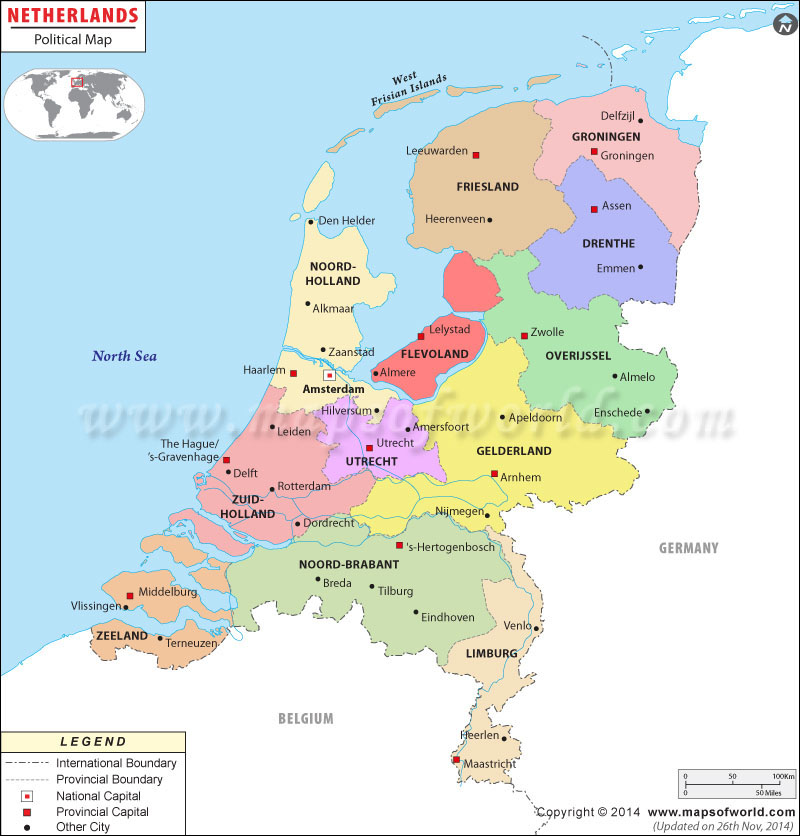 NETHERLANDS
Political Map
N
West
Frisian Islands
Delfzijl
GRONINGEN
Groningen
Leeuwarden
FRIESLAND
Assen
Heerenveen
Den Helder
DRENTHE
Emmen
NOORD-
HOLLAND
Alkmaar
Lelystad
Zwolle
North Sea
Zaanstad
FLEVOLAND
OVERIJSSEL
Haarlem
Almere
Almelo
Amsterdam
Hilversum
Enschede
www.mapsofworld.com
Apeldoorn
Leiden
Amersfoort
The Hague/
's-Gravenhage
Utrecht
UTRECHT
GELDERLAND
Delft
Arnhem
Rotterdam
ZUID-
HOLLAND
Nijmegen
Dordrecht
's-Hertogenbosch
GERMANY
NOORD-BRABANT
Breda
Tilburg
Middelburg
Vlissingen
Eindhoven
Venlo
ZEELAND
Terneuzen
LIMBURG
BELGIUM
Heerlen
Maastricht
LEGEND
International Boundary
Provincial Boundary
National Capital
Provincial Capital
Other City
0 50 100Km
0 50 Miles
Copyright © 2014 www.mapsofworld.com
(Updated on 26th Nov, 2014)